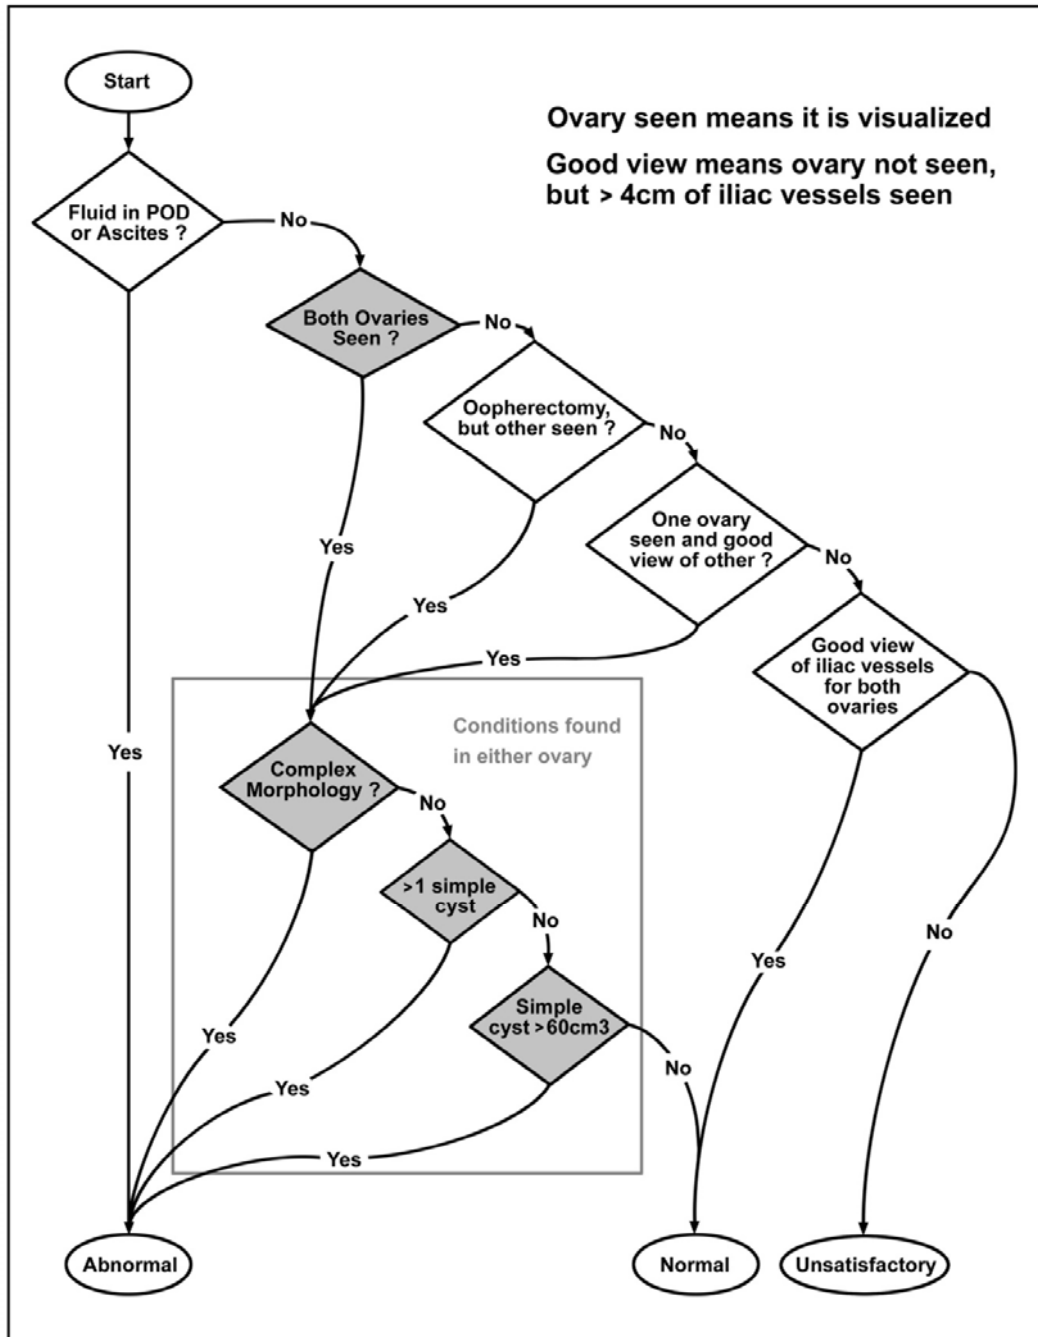 Start
Ovary seen means it is visualized
Good view means ovary not seen,
but > 4cm of iliac vessels seen
Fluid in POD
or Ascites ?
No
Both Ovaries
Seen ?
No
Oopherectomy,
but other seen ?
No
One ovary
seen and good
view of other ?
No
Yes
Yes
Good view
of iliac vessels
for both
ovaries
Yes
Conditions found
in either ovary
Yes
Complex
Morphology ?
No
>1 simple
cyst
No
Yes
No
Simple
cyst >60cm3
Yes
No
Yes
Yes
Abnormal
Normal
Unsatisfactory